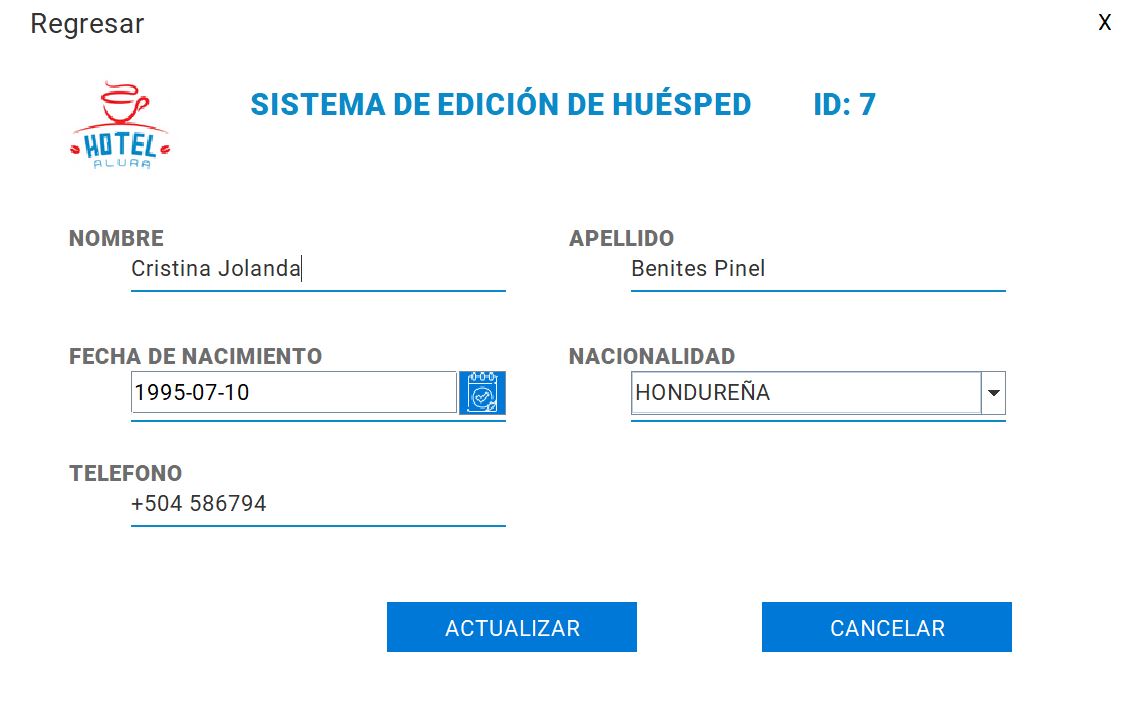 Regresar
X
HOTEL
ALURA
SISTEMA DE EDICIÓN DE HUÉSPED ID: 7
NOMBRE
Cristina Jolanda
APELLIDO
Benites Pinel
FECHA DE NACIMIENTO
1995-07-10
NACIONALIDAD
HONDUREÑA
TELEFONO
+504 586794
ACTUALIZAR
CANCELAR